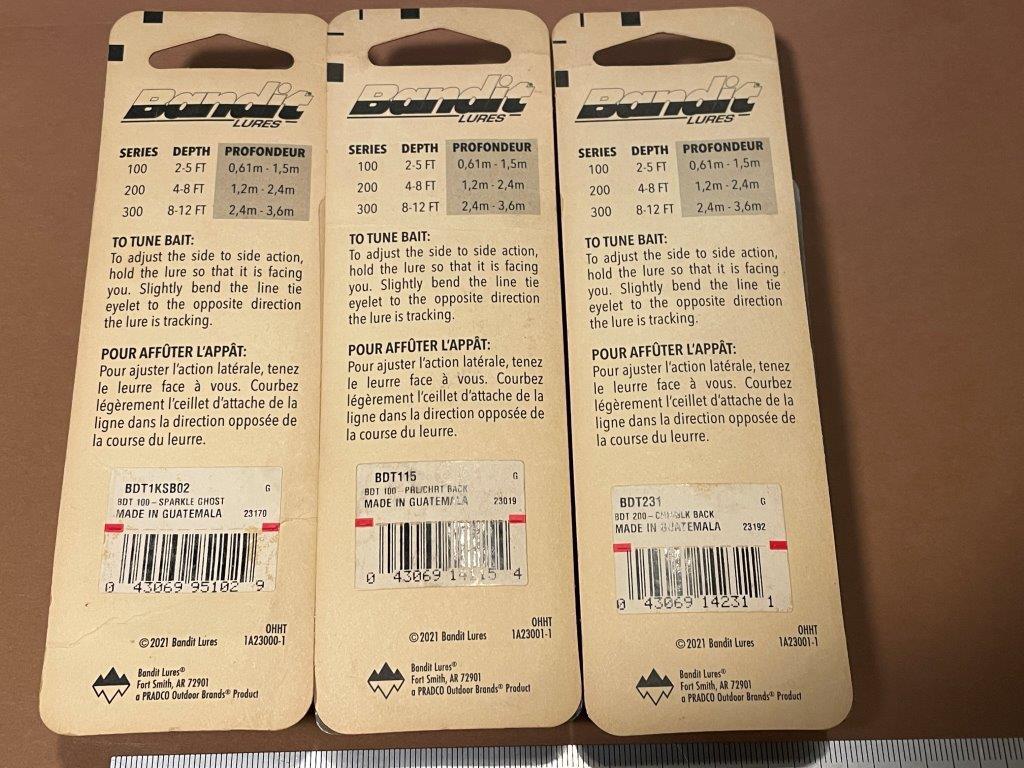 Bandit
LURES
SERIES DEPTH PROFONDEUR
100 2-5 FT 0,61m - 1,5m
200 4-8 FT 1,2m - 2,4m
300 8-12 FT 2,4m - 3,6m
TO TUNE BAIT:
To adjust the side to side action,
hold the lure so that it is facing
you. Slightly bend the line tie
eyelet to the opposite direction
the lure is tracking.
POUR AFFÛTER L'APPÂT:
Pour ajuster l'action latérale, tenez
le leurre face à vous. Courbez
légèrement l'ceillet d'attache de la
ligne dans la direction opposée de
la course du leurre.
BDT1KSB02 G
BDT 100 – SPARKLE GHOST
MADE IN GUATEMALA 23170
0 43069 95102 9
OHHT
© 2021 Bandit Lures 1A23000-1
Bandit Lures®
Fort Smith, AR 72901
a PRADCO Outdoor Brands® Product
Bandit
LURES
SERIES DEPTH PROFONDEUR
100 2-5 FT 0,61m - 1,5m
200 4-8 FT 1,2m - 2,4m
300 8-12 FT 2,4m - 3,6m
TO TUNE BAIT:
To adjust the side to side action,
hold the lure so that it is facing
you. Slightly bend the line tie
eyelet to the opposite direction
the lure is tracking.
POUR AFFÛTER L'APPÂT:
Pour ajuster l'action latérale, tenez
le leurre face à vous. Courbez
légèrement l'ceillet d'attache de la
ligne dans la direction opposée de
la course du leurre.
BDT115 G
BDT 100 – PRL/CHRT BACK
MADE IN GUATEMALA 23019
0 43069 14115 4
OHHT
© 2021 Bandit Lures 1A23001-1
Bandit Lures®
Fort Smith, AR 72901
a PRADCO Outdoor Brands® Product
Bandit
LURES
SERIES DEPTH PROFONDEUR
100 2-5 FT 0,61m - 1,5m
200 4-8 FT 1,2m - 2,4m
300 8-12 FT 2,4m - 3,6m
TO TUNE BAIT:
To adjust the side to side action,
hold the lure so that it is facing
you. Slightly bend the line tie
eyelet to the opposite direction
the lure is tracking.
POUR AFFÛTER L'APPÂT:
Pour ajuster l'action latérale, tenez
le leurre face à vous. Courbez
légèrement l'ceillet d'attache de la
ligne dans la direction opposée de
la course du leurre.
BDT231 G
BDT 200 – BACK
MADE IN GUATEMALA 23192
0 43069 14231 1
OHHT
© 2021 Bandit Lures 1A23001-1
Bandit Lures®
Fort Smith, AR 72901
a PRADCO Outdoor Brands® Product